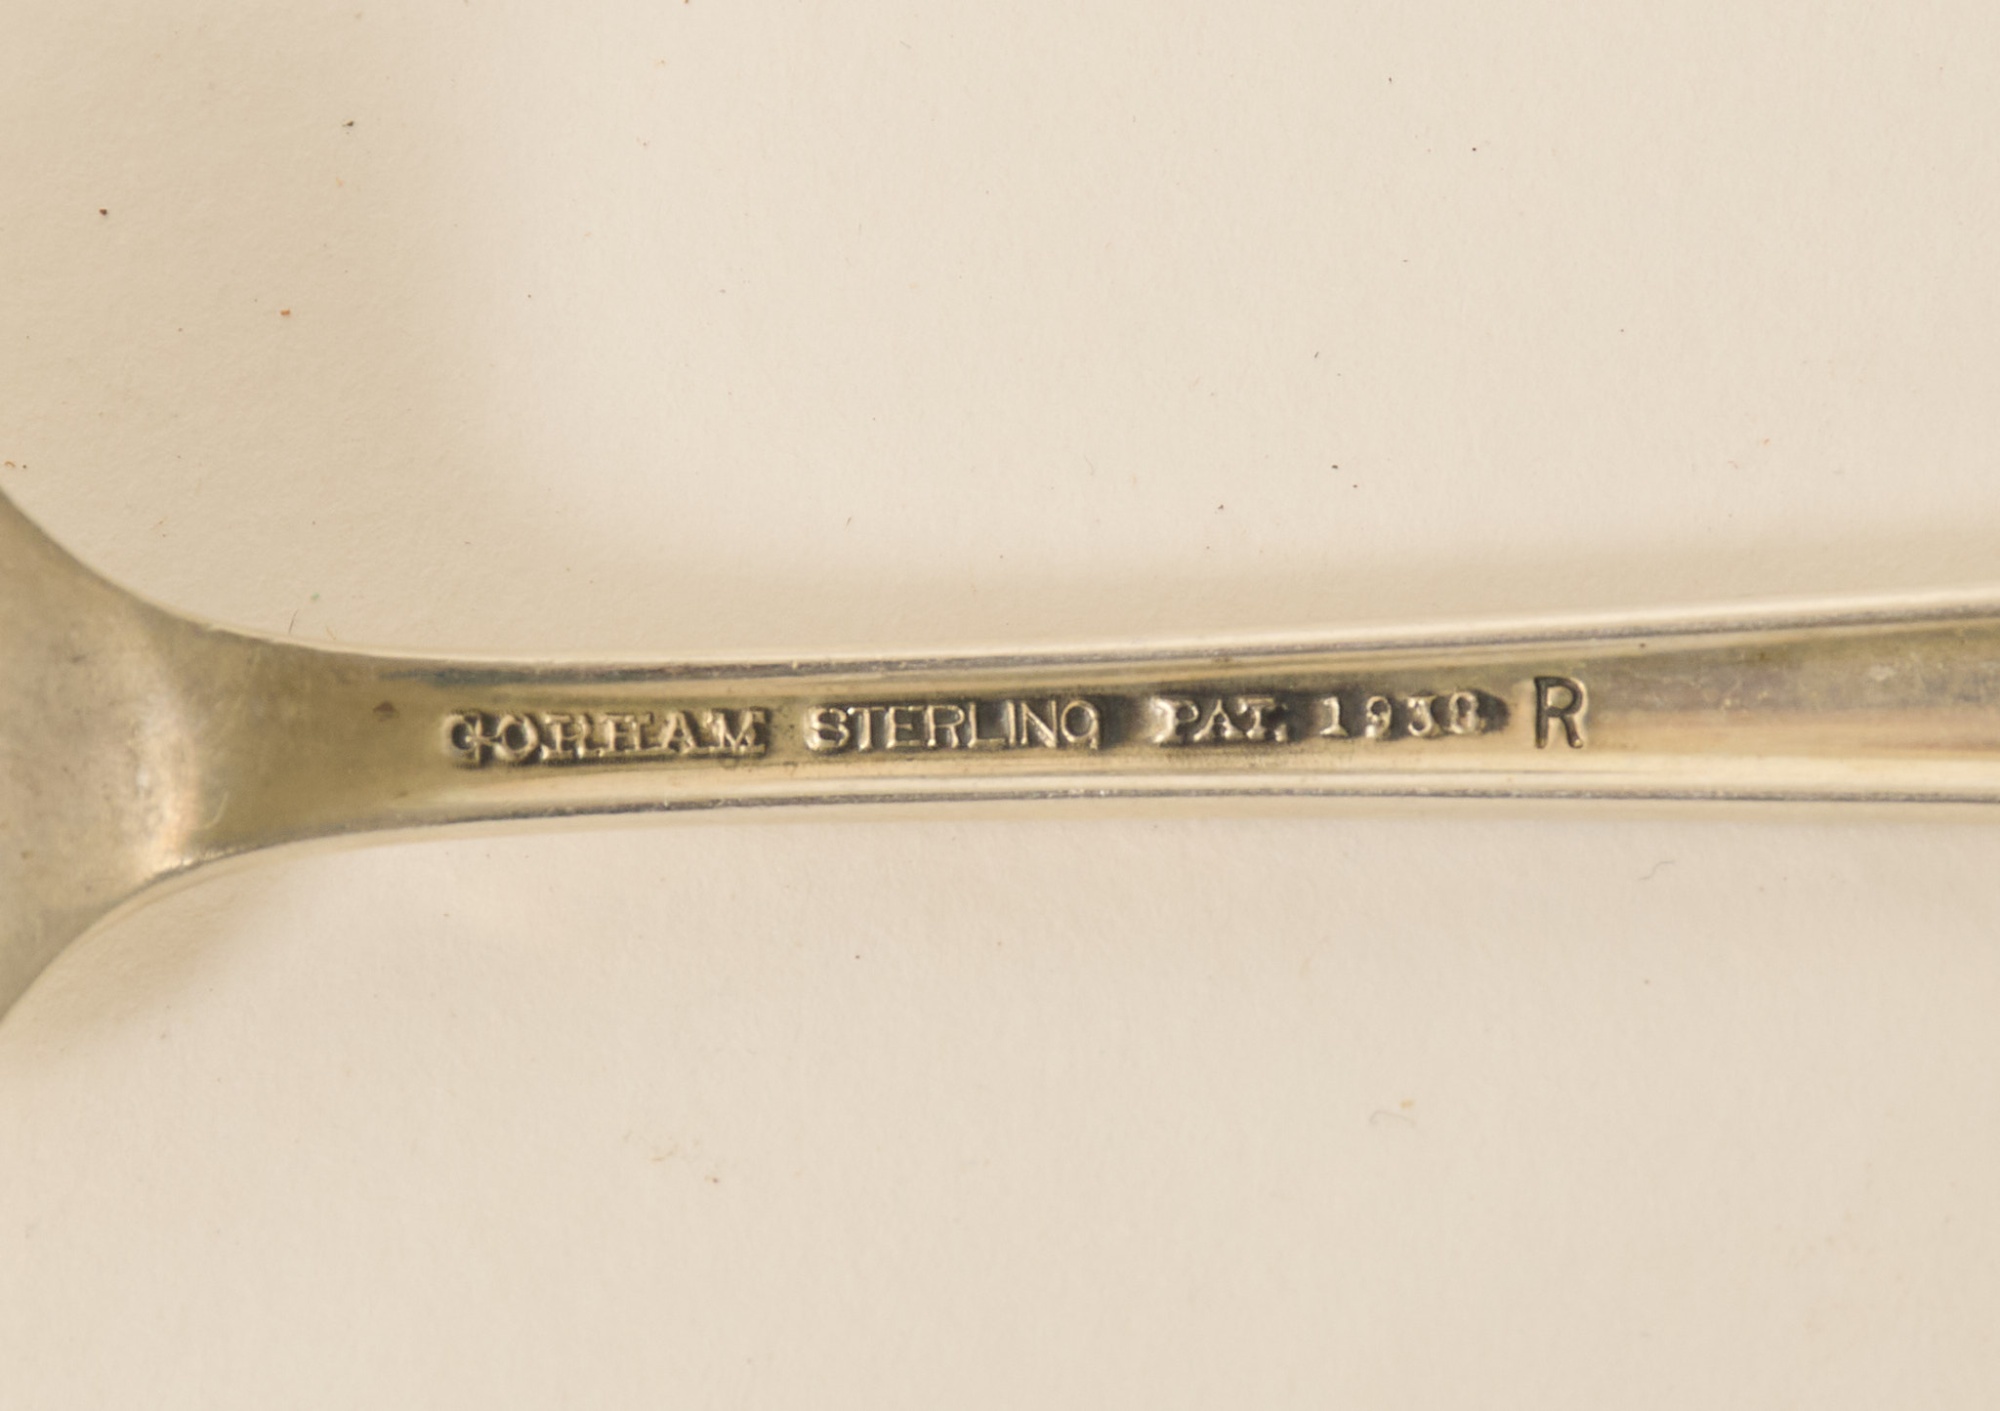 GORHAM STERLING PAT. 1938 R